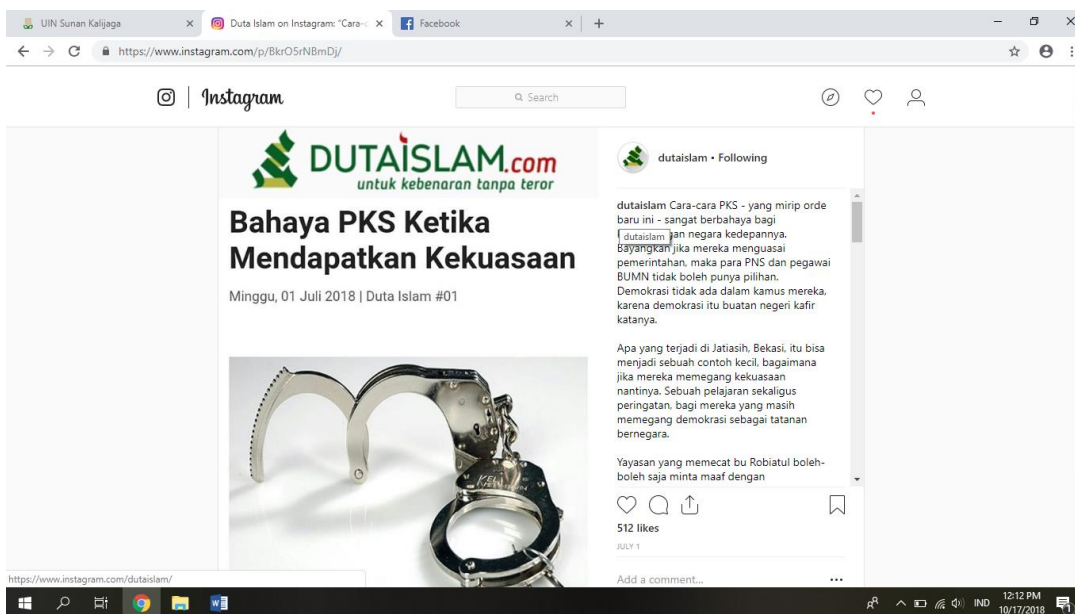 UIN Sunan Kalijaga
Duta Islam on Instagram: "Cara-c
Facebook
https://www.instagram.com/p/BkrO5rNBmDj/
Instagram
Search
DUTAISLAM.com
untuk kebenaran tanpa teror
Bahaya PKS Ketika
Mendapatkan Kekuasaan
Minggu, 01 Juli 2018 | Duta Islam #01
dutaislam • Following
dutaislam Cara-cara PKS - yang mirip orde
baru ini - sangat berbahaya bagi
gan negara kedepannya.
dutaislam
Bayangkan jika mereka menguasai
pemerintahan, maka para PNS dan pegawai
BUMN tidak boleh punya pilihan.
Demokrasi tidak ada dalam kamus mereka,
karena demokrasi itu buatan negeri kafir
katanya.
Apa yang terjadi di Jatiasih, Bekasi, itu bisa
menjadi sebuah contoh kecil, bagaimana
jika mereka memegang kekuasaan
nantinya. Sebuah pelajaran sekaligus
peringatan, bagi mereka yang masih
memegang demokrasi sebagai tatanan
bernegara.
Yayasan yang memecat bu Robiatul boleh-
boleh saja minta maaf dengan
512 likes
JULY 1
Add a comment...
https://www.instagram.com/dutaislam/
IND
12:12 PM
10/17/2018